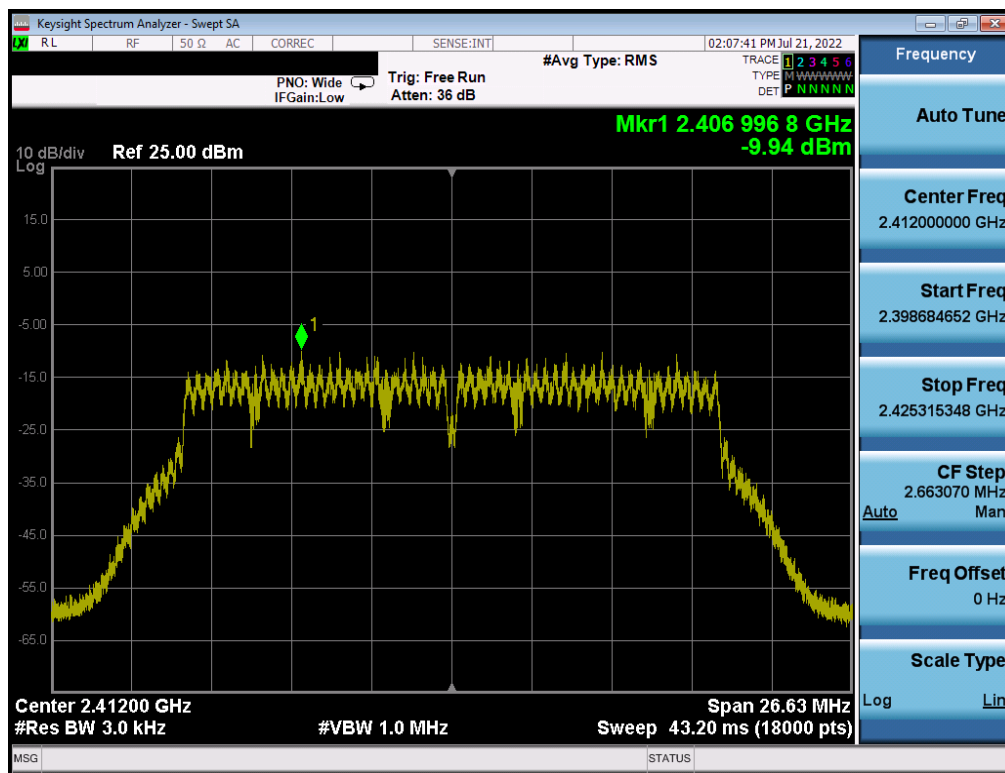 Keysight Spectrum Analyzer - Swept SA
LXI RL RF 50 Ω AC CORREC SENSE:INT 02:07:41 PM Jul 21, 2022
#Avg Type: RMS
TRACE 1 2 3 4 5 6
TYPE M W W W W W
DET P N N N N N
PNO: Wide
IFGain:Low
Trig: Free Run
Atten: 36 dB
Mkr1 2.406 996 8 GHz
-9.94 dBm
10 dB/div
Log
Ref 25.00 dBm
1
15.0
5.00
-5.00
-15.0
-25.0
-35.0
-45.0
-55.0
-65.0
Center 2.41200 GHz
Span 26.63 MHz
#Res BW 3.0 kHz
#VBW 1.0 MHz
Sweep 43.20 ms (18000 pts)
MSG
STATUS
Frequency
Auto Tune
Center Freq
2.412000000 GHz
Start Freq
2.398684652 GHz
Stop Freq
2.425315348 GHz
CF Step
2.663070 MHz
Auto Man
Freq Offset
0 Hz
Scale Type
Log Lin